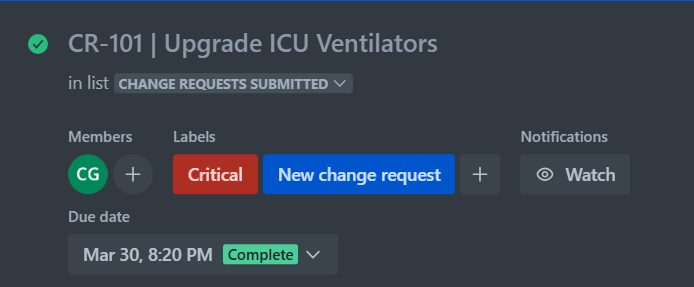 CR-101 | Upgrade ICU Ventilators
in list CHANGE REQUESTS SUBMITTED
Members Labels Notifications
CG + Critical New change request + Watch
Due date
Mar 30, 8:20 PM Complete